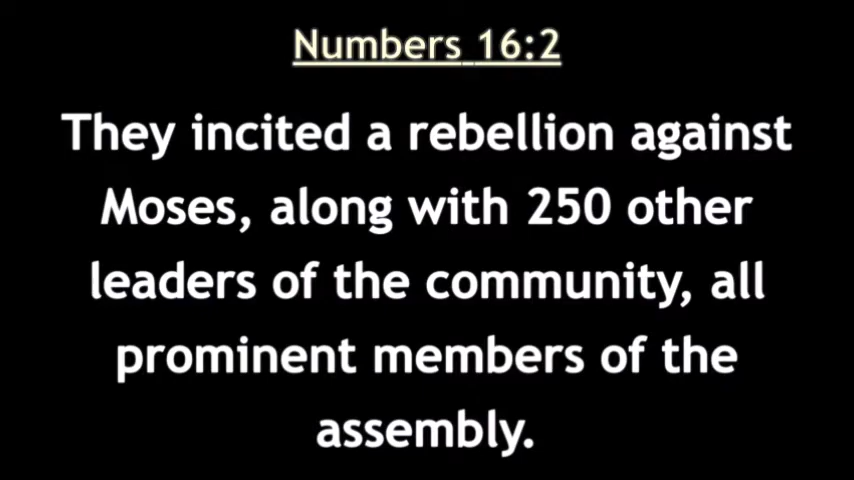 Numbers 16:2
They incited a rebellion against
Moses, along with 250 other
leaders of the community, all
prominent members of the
assembly.